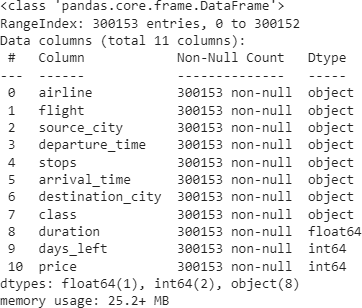 <class 'pandas.core.frame.DataFrame'>
RangeIndex: 300153 entries, 0 to 300152
Data columns (total 11 columns):
 #   Column            Non-Null Count   Dtype
---  ------            --------------   -----
 0   airline           300153 non-null  object
 1   flight            300153 non-null  object
 2   source_city       300153 non-null  object
 3   departure_time    300153 non-null  object
 4   stops             300153 non-null  object
 5   arrival_time      300153 non-null  object
 6   destination_city  300153 non-null  object
 7   class             300153 non-null  object
 8   duration          300153 non-null  float64
 9   days_left         300153 non-null  int64
 10  price             300153 non-null  int64
dtypes: float64(1), int64(2), object(8)
memory usage: 25.2+ MB